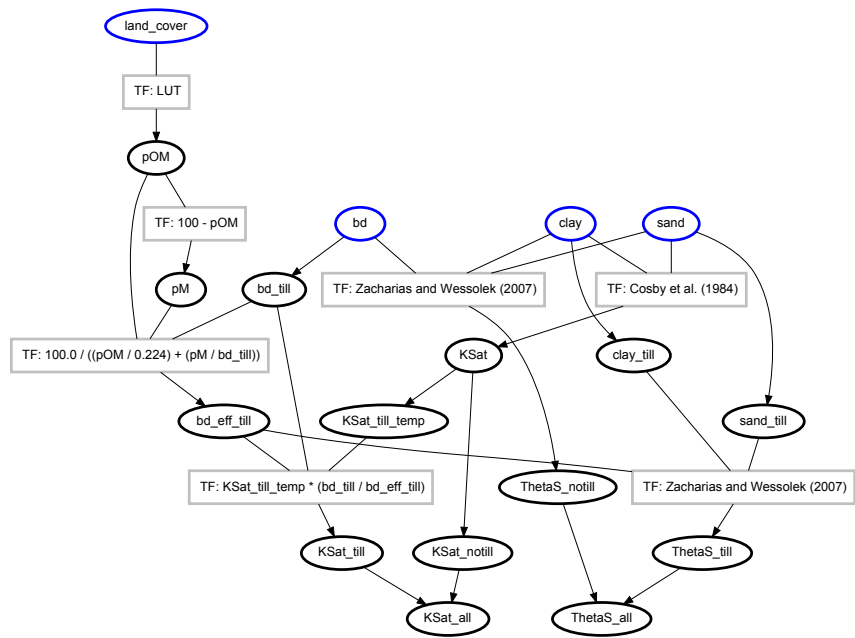 land_cover
TF: LUT
pOM
TF: 100 - pOM
bd
clay
sand
pM
bd_till
TF: Zacharias and Wessolek (2007)
TF: Cosby et al. (1984)
TF: 100.0 / ((pOM / 0.224) + (pM / bd_till))
KSat
clay_till
bd_eff_till
KSat_till_temp
sand_till
TF: KSat_till_temp * (bd_till / bd_eff_till)
ThetaS_notill
TF: Zacharias and Wessolek (2007)
KSat_till
KSat_notill
ThetaS_till
KSat_all
ThetaS_all